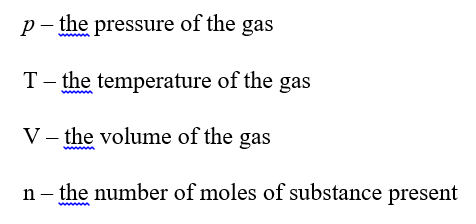 p – the pressure of the gas
T – the temperature of the gas
V – the volume of the gas
n – the number of moles of substance present